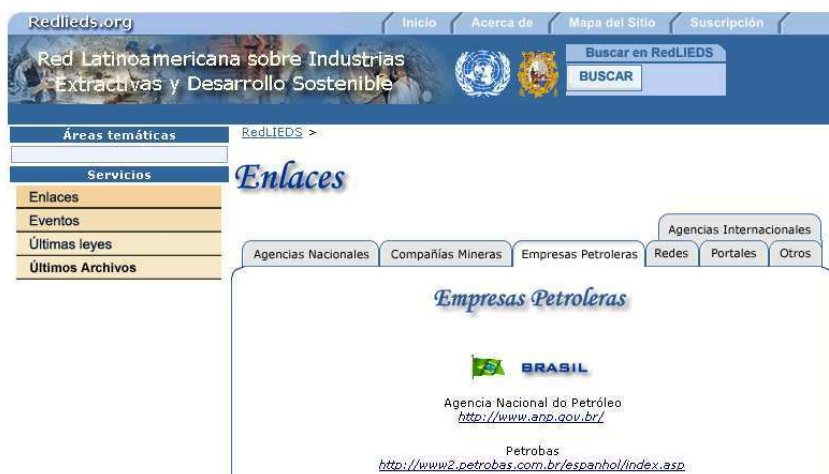 Redlieds.org
Inicio
Acerca de
Mapa del Sitio
Suscripción
Red Latinoamericana sobre Industrias
Extractivas y Desarrollo Sostenible
Buscar en RedLIEDS
BUSCAR
Áreas temáticas
Servicios
Enlaces
Eventos
Últimas leyes
Últimos Archivos
RedLIEDS >
Enlaces
Agencias Internacionales
Agencias Nacionales
Compañías Mineras
Empresas Petroleras
Redes
Portales
Otros
Empresas Petroleras
BRASIL
Agencia Nacional do Petróleo
http://www.anp.gov.br/
Petrobas
http://www2.petrobas.com.br/espanhol/index.asp